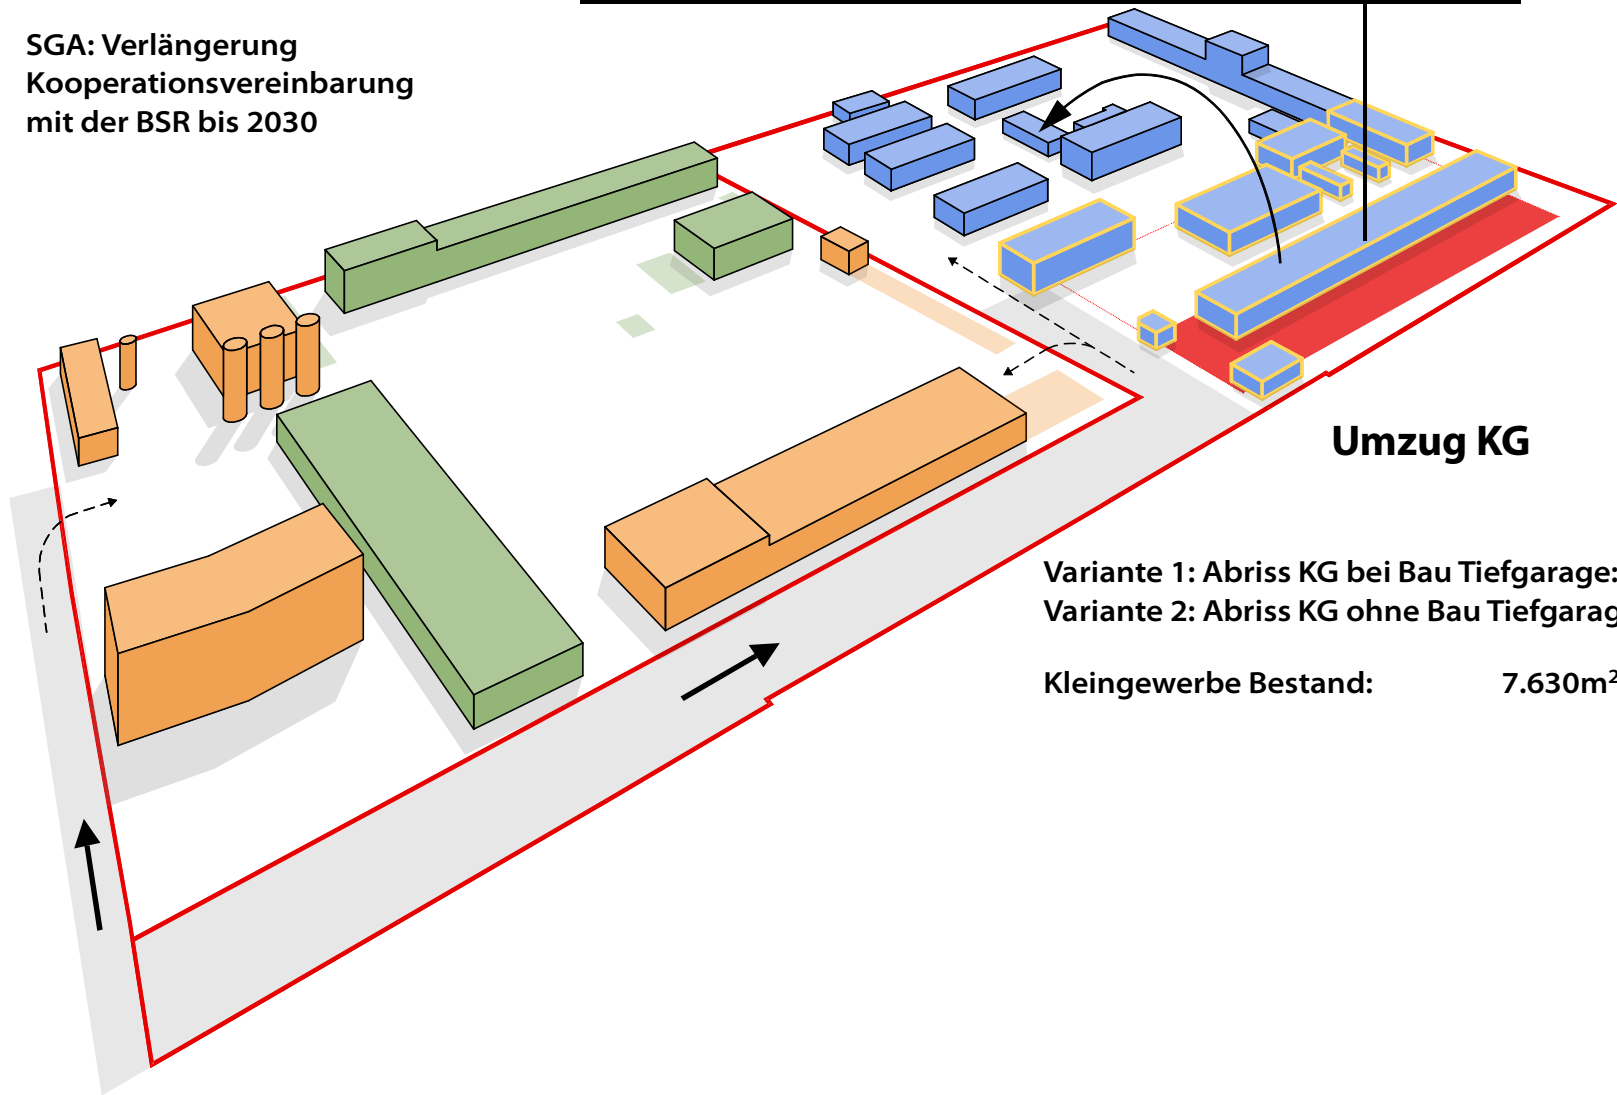 SGA: Verlängerung
Kooperationsvereinbarung
mit der BSR bis 2030
Umzug KG
Variante 1: Abriss KG bei Bau Tiefgarage:
Variante 2: Abriss KG ohne Bau Tiefgarag
Kleingewerbe Bestand: 7.630m²